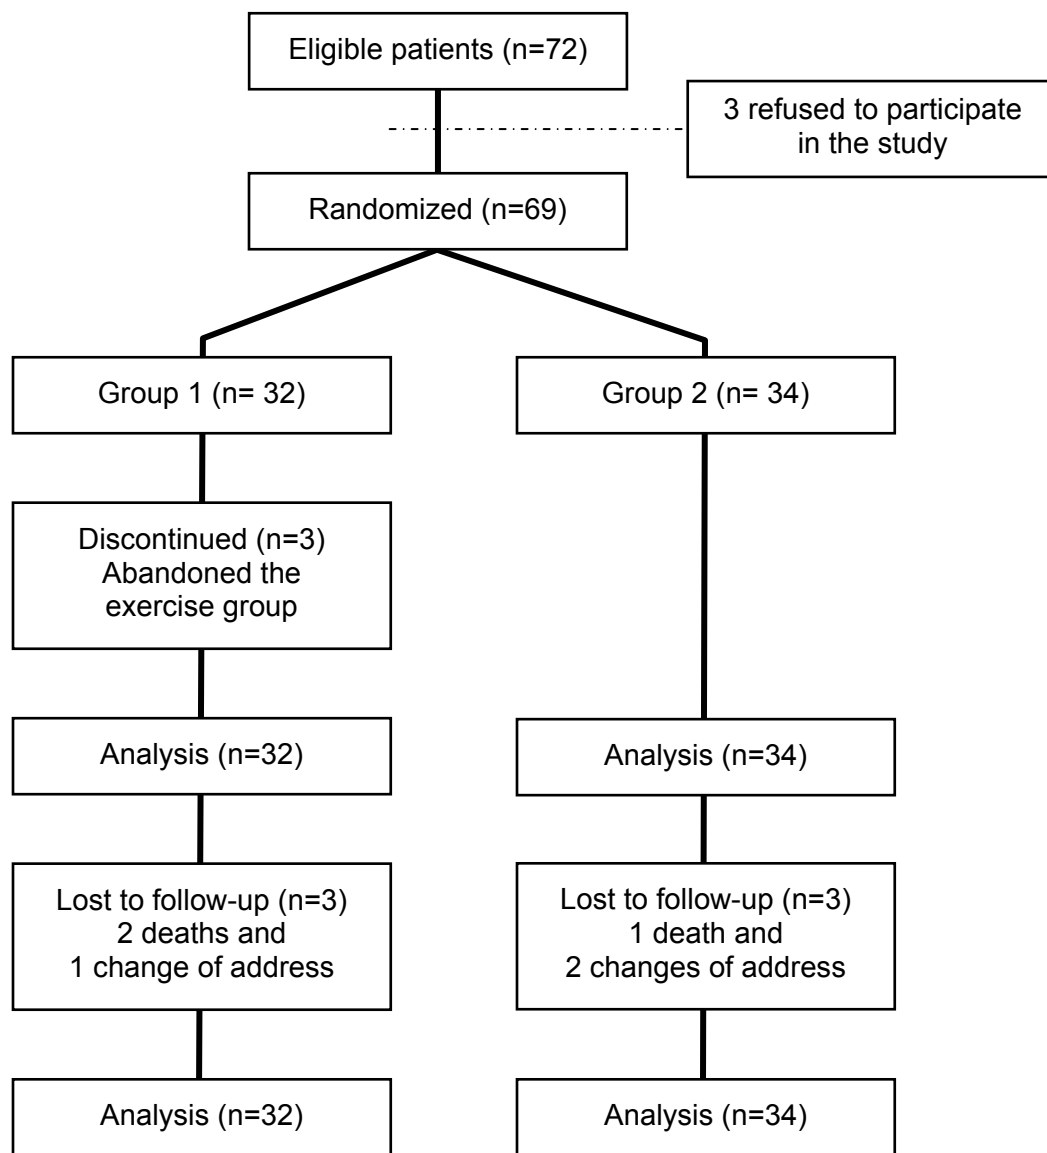 Eligible patients (n=72)
3 refused to participate
in the study
Randomized (n=69)
Group 1 (n= 32)
Group 2 (n= 34)
Discontinued (n=3)
Abandoned the
exercise group
Analysis (n=32)
Analysis (n=34)
Lost to follow-up (n=3)
2 deaths and
1 change of address
Lost to follow-up (n=3)
1 death and
2 changes of address
Analysis (n=32)
Analysis (n=34)